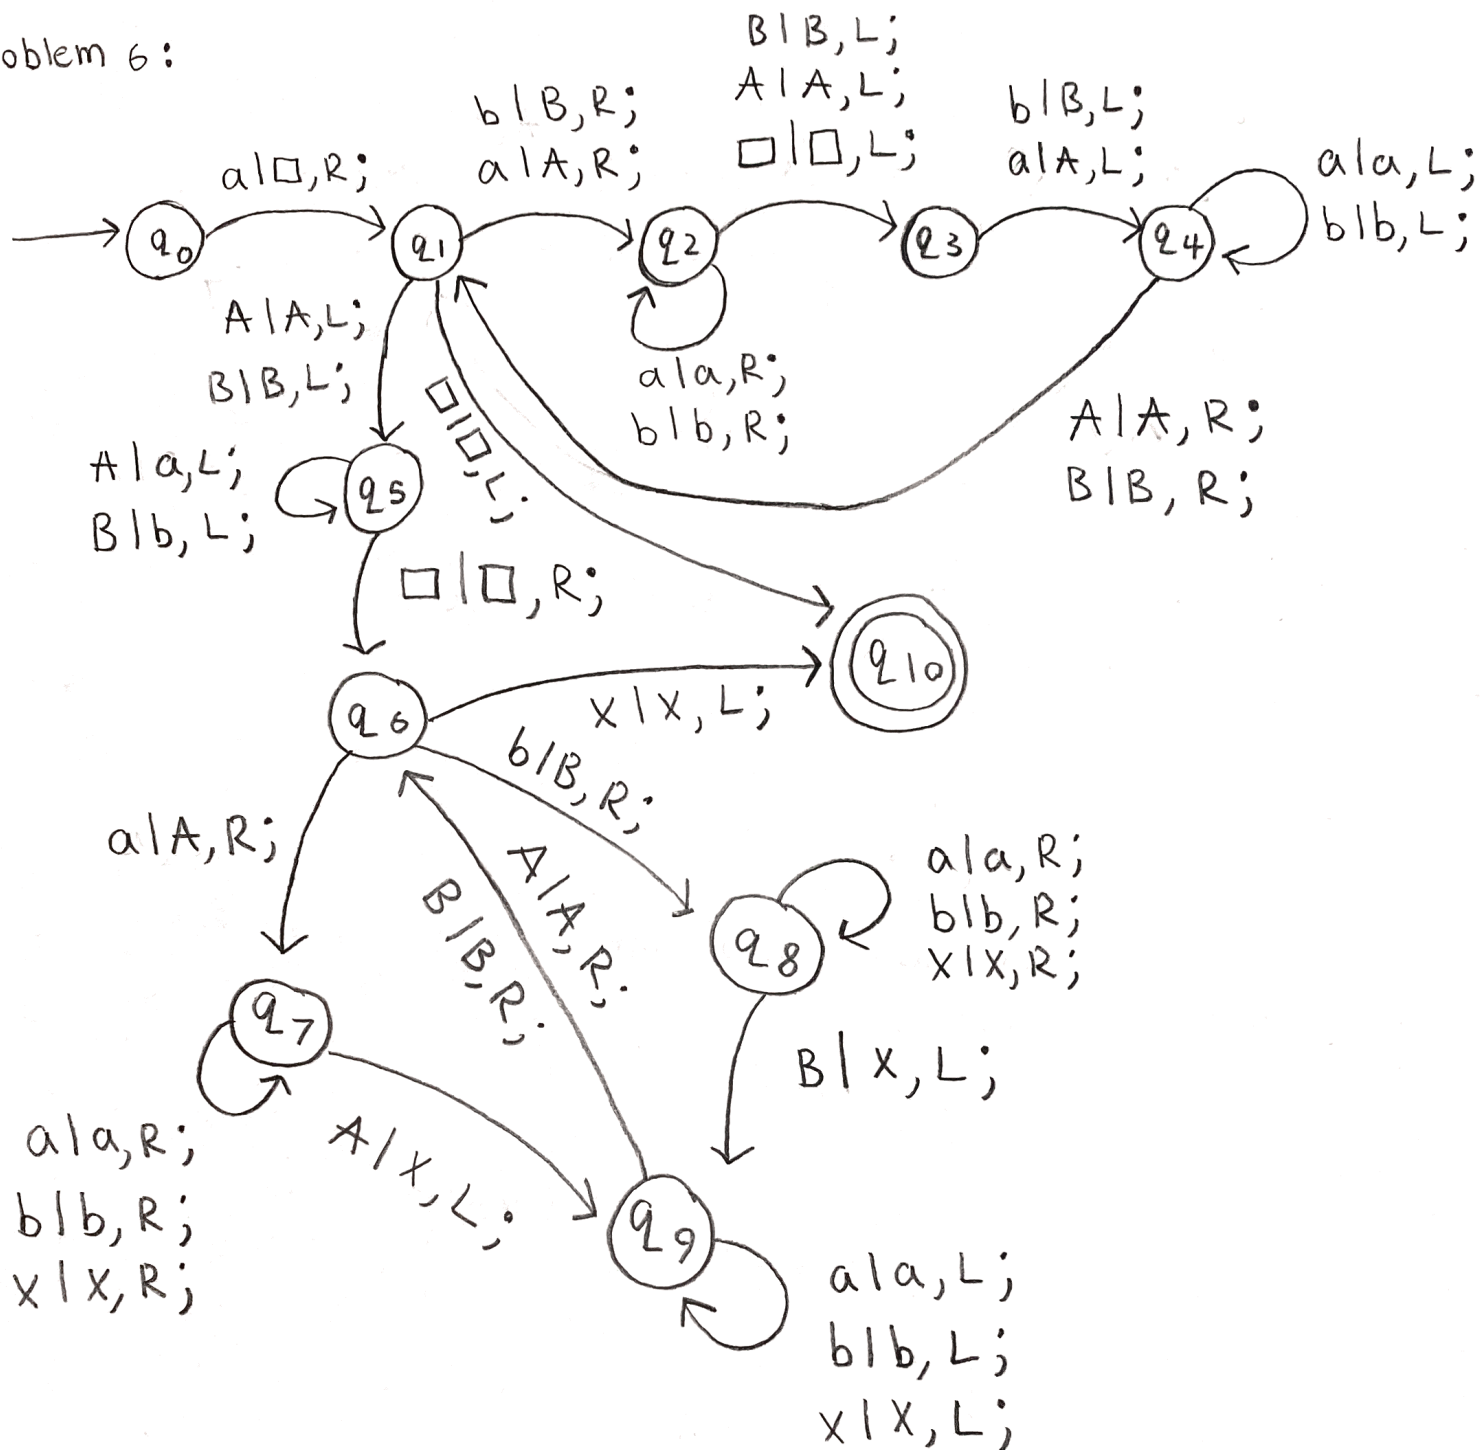 oblem 6:
B|B,L;
A|A,L;
□|□,L;
b|B,R;
a|A,R;
b|B,L;
a|A,L;
a|□,R;
a|a,L;
b|b,L;
q0
q1
q2
q3
q4
A|A,L;
B|B,L;
□|□,L;
a|a,R;
b|b,R;
A|A,R;
B|B,R;
A|a,L;
B|b,L;
q5
□|□,R;
q10
q6
x|x,L;
b|B,R;
a|A,R;
A|A,R;
B|B,R;
a|a,R;
b|b,R;
x|x,R;
q8
q7
B|x,L;
A|x,L;
a|a,R;
b|b,R;
x|x,R;
q9
a|a,L;
b|b,L;
x|x,L;